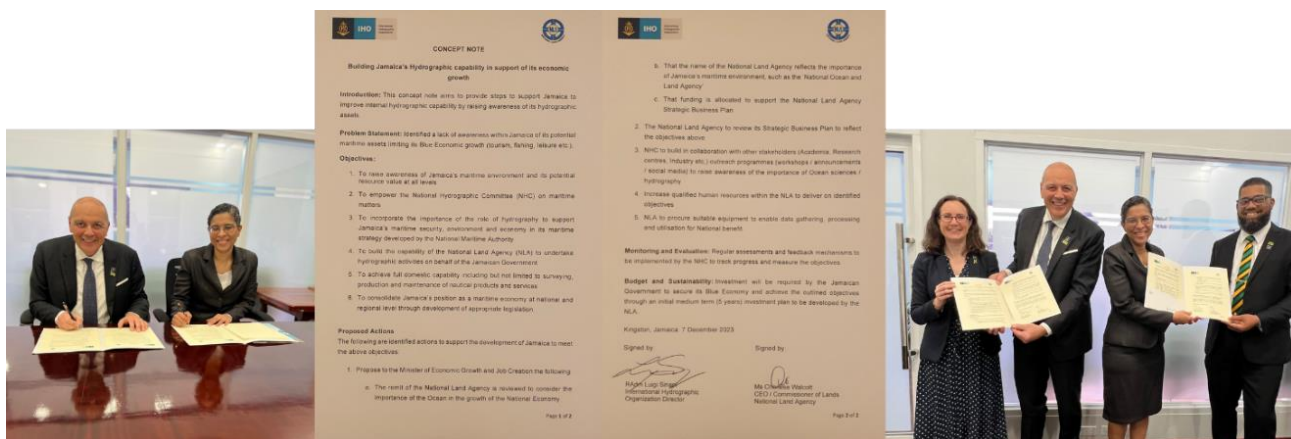 IHO
CONCEPT NOTE
Building Jamaica's Hydrographic capability in support of its economic
growth
Introduction: This concept note aims to provide steps to support Jamaica to
improve internal hydrographic capability by raising awareness of its hydrographic
assets.
Problem Statement: Identified a lack of awareness within Jamaica of its potential
maritime assets limiting its Blue Economic growth (tourism, fishing, leisure etc.).
Objectives:
1. To raise awareness of Jamaica's maritime environment and its potential
resource value at all levels
2. To empower the National Hydrographic Committee (NHC) on maritime
matters
3. To incorporate the importance of the role of hydrography to support
Jamaica's maritime security, environment and economy in its maritime
strategy developed by the National Maritime Authority
4. To build the capability of the National Land Agency (NLA) to undertake
hydrographic activities on behalf of the Jamaican Government
5. To achieve full domestic capability including but not limited to surveying,
production and maintenance of nautical products and services
6. To consolidate Jamaica's position as a maritime economy at national and
regional level through development of appropriate legislation.
Proposed Actions
The following are identified actions to support the development of Jamaica to meet
the above objectives:
1. Propose to the Minister of Economic Growth and Job Creation the following:
a. The remit of the National Land Agency is reviewed to consider the
importance of the Ocean in the growth of the National Economy
Page 1 of 2
IHO
b. That the name of the National Land Agency reflects the importance
of Jamaica's maritime environment, such as the 'National Ocean and
Land Agency'
c. That funding is allocated to support the National Land Agency
Strategic Business Plan
2. The National Land Agency to review its Strategic Business Plan to reflect
the objectives above
3. NHC to build in collaboration with other stakeholders (Academia, Research
centres, Industry etc.) outreach programmes (workshops / announcements
/ social media) to raise awareness of the importance of Ocean sciences /
hydrography
4. Increase qualified human resources within the NLA to deliver on identified
objectives
5. NLA to procure suitable equipment to enable data gathering, processing
and utilisation for National benefit
Monitoring and Evaluation: Regular assessments and feedback mechanisms to
be implemented by the NHC to track progress and measure the objectives
Budget and Sustainability: Investment will be required by the Jamaican
Government to secure its Blue Economy and achieve the outlined objectives
through an initial medium term (5 years) investment plan to be developed by the
NLA.
Kingston, Jamaica. 7 December 2023
Signed by
Signed by
RAdm Luigi
International Hydrographic
Organization Director
Ms Walcott
CEO / Commissioner of Lands
National Land Agency
Page 2 of 2